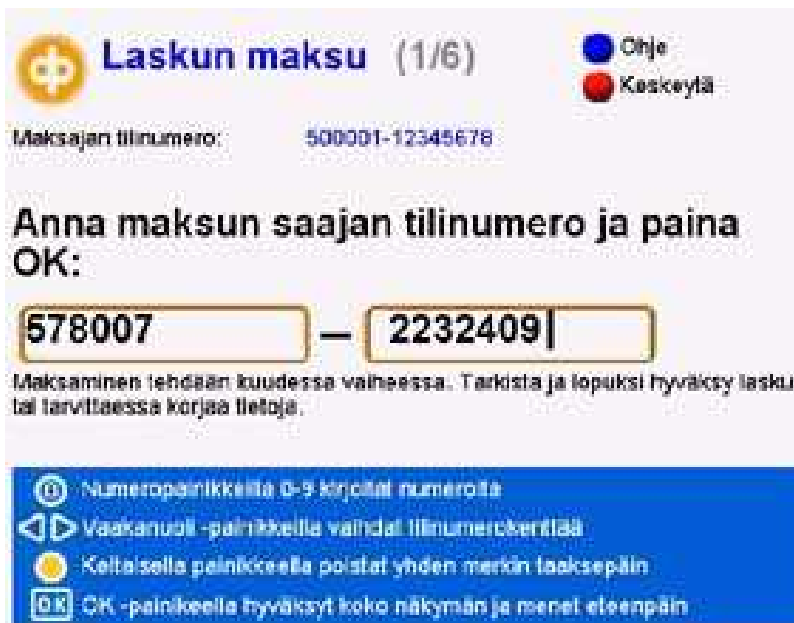 Laskun maksu (1/6)
Ohje
Keskeytä
Maksajan tilinumero: 500001-12345678
Anna maksun saajan tilinumero ja paina
OK:
578007 – 2232409
Maksaminen tehdään kuudessa vaiheessa. Tarkista ja lopuksi hyväksy lasku
tai tarvittaessa korjaa tietoja.
Numeropainikkeilla 0-9 kirjoitat numeroita
Vaakanuoli -painikkeilla vaihdat tilinumerokenttää
Keltaisella painikkeella poistat yhden merkin taaksepäin
OK OK -painikeella hyväksyt koko näkymän ja menet eteenpäin